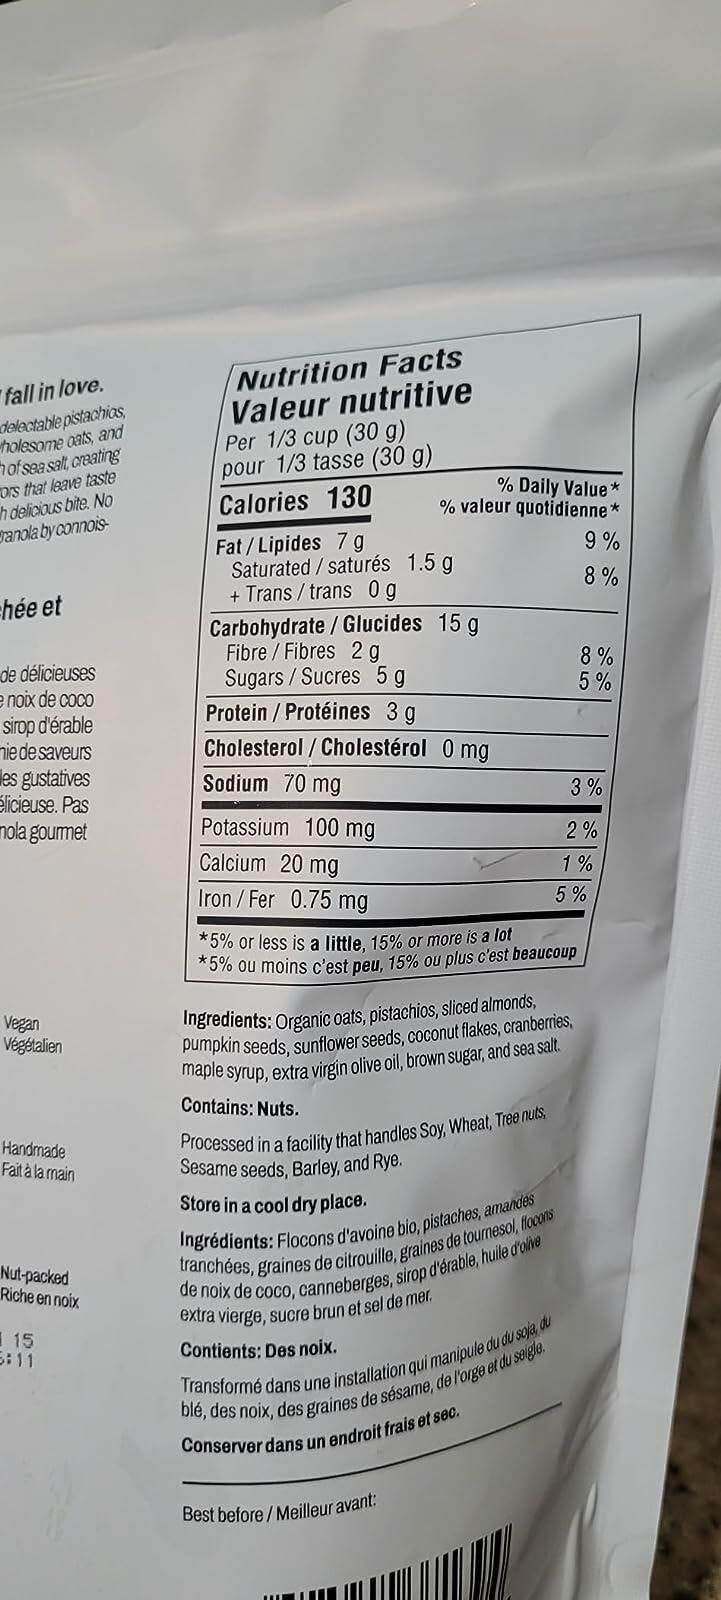 fall in love.
delectable pistachios,
wholesome oats, and
of sea salt, creating
that leave taste
delicious bite. No
granola by connois-
hée et
de délicieuses
noix de coco
sirop d'érable
de saveurs
gustatives
délicieuse. Pas
gourmet
Vegan
Végétalien
Handmade
Fait à la main
Nut-packed
Riche en noix
15
:11
Nutrition Facts
Valeur nutritive
Per 1/3 cup (30 g)
pour 1/3 tasse (30 g)
Calories 130
% Daily Value*
% valeur quotidienne*
Fat / Lipides 7 g 9 %
Saturated / saturés 1.5 g
+ Trans / trans 0 g 8 %
Carbohydrate / Glucides 15 g
Fibre / Fibres 2 g 8 %
Sugars / Sucres 5 g 5 %
Protein / Protéines 3 g
Cholesterol / Cholestérol 0 mg
Sodium 70 mg 3 %
Potassium 100 mg 2 %
Calcium 20 mg 1 %
Iron / Fer 0.75 mg 5 %
*5% or less is a little, 15% or more is a lot
*5% ou moins c'est peu, 15% ou plus c'est beaucoup
Ingredients: Organic oats, pistachios, sliced almonds,
pumpkin seeds, sunflower seeds, coconut flakes, cranberries,
maple syrup, extra virgin olive oil, brown sugar, and sea salt.
Contains: Nuts.
Processed in a facility that handles Soy, Wheat, Tree nuts,
Sesame seeds, Barley, and Rye.
Store in a cool dry place.
Ingrédients: Flocons d'avoine bio, pistaches, amandes
tranchées, graines de citrouille, graines de tournesol, flocons
de noix de coco, canneberges, sirop d'érable, huile d'olive
extra vierge, sucre brun et sel de mer.
Contients: Des noix.
Transformé dans une installation qui manipule du du soja, du
blé, des noix, des graines de sésame, de l'orge et du seigle.
Conserver dans un endroit frais et sec.
Best before / Meilleur avant: